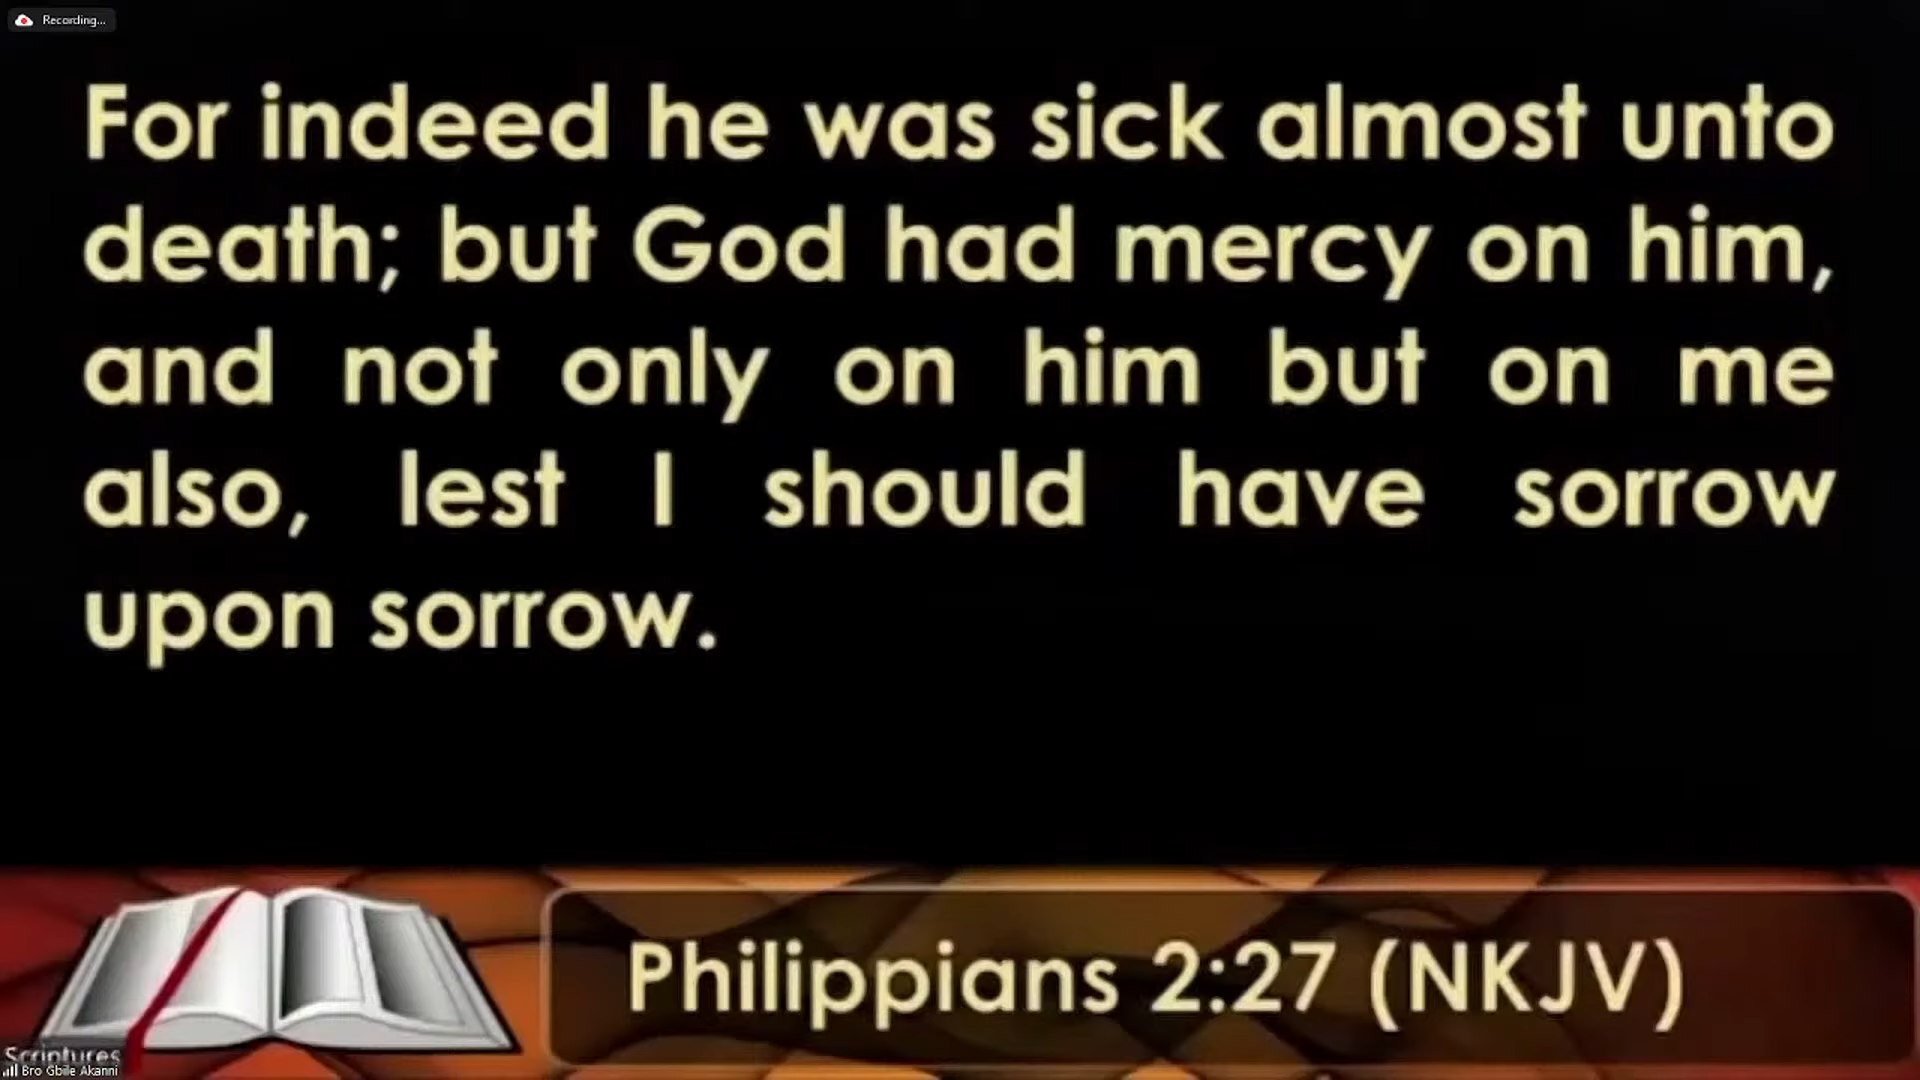 Recording...
For indeed he was sick almost unto
death; but God had mercy on him,
and not only on him but on me
also, lest I should have sorrow
upon sorrow.
Philippians 2:27 (NKJV)
Scriptures
Bro Gbile Akanni